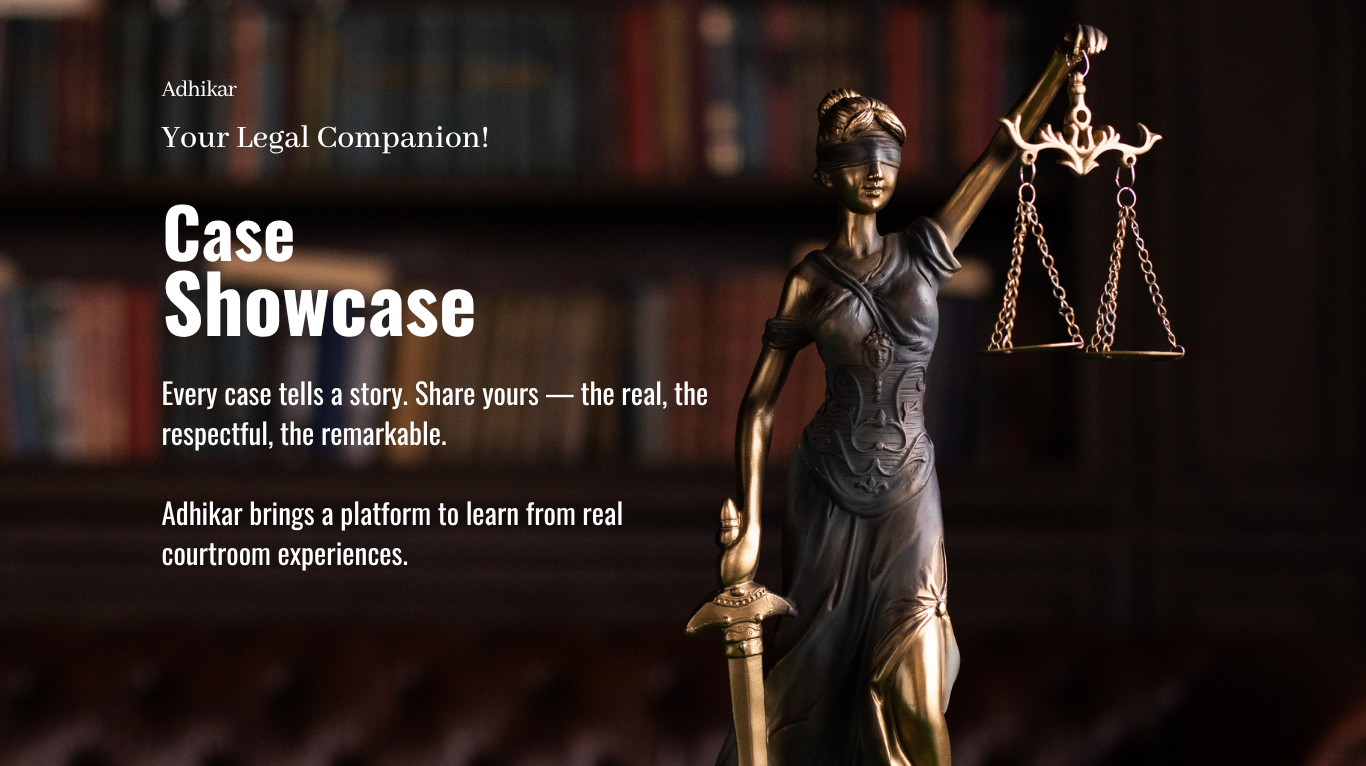 Adhikar
Your Legal Companion!
Case
Showcase
Every case tells a story. Share yours — the real, the
respectful, the remarkable.
Adhikar brings a platform to learn from real
courtroom experiences.